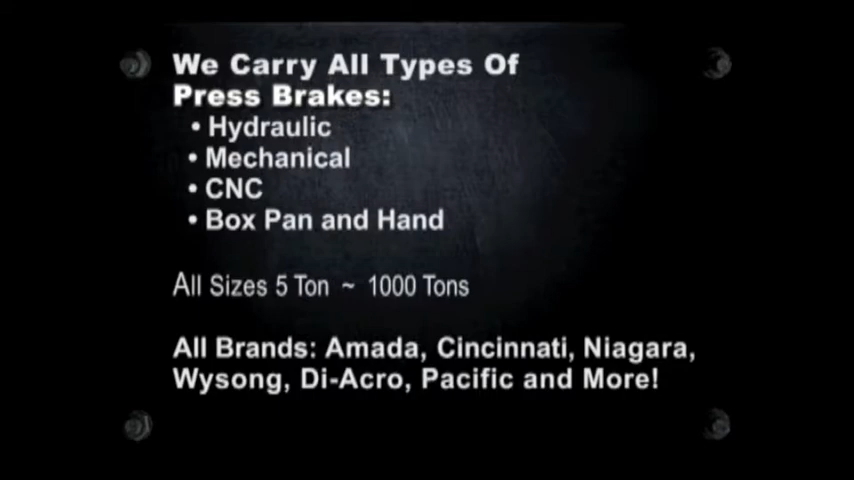 We Carry All Types Of
Press Brakes:
• Hydraulic
• Mechanical
• CNC
• Box Pan and Hand
All Sizes 5 Ton ~ 1000 Tons
All Brands: Amada, Cincinnati, Niagara,
Wysong, Di-Acro, Pacific and More!